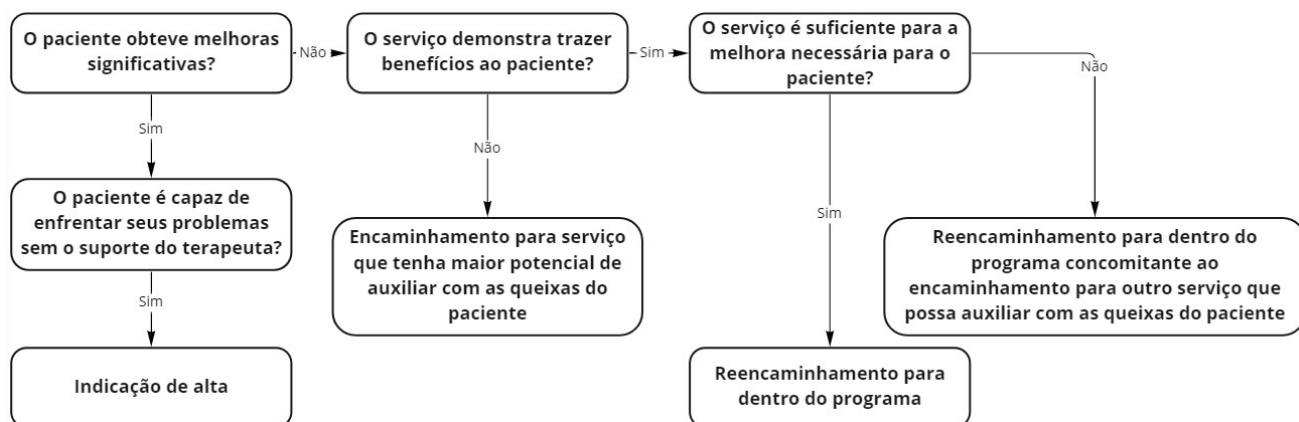 O paciente obteve melhoras
significativas?
Não
O serviço demonstra trazer
benefícios ao paciente?
Sim
O serviço é suficiente para a
melhora necessária para o
paciente?
Não
Sim
Não
O paciente é capaz de
enfrentar seus problemas
sem o suporte do terapeuta?
Sim
Encaminhamento para serviço
que tenha maior potencial de
auxiliar com as queixas do
paciente
Reencaminhamento para dentro do
programa concomitante ao
encaminhamento para outro serviço que
possa auxiliar com as queixas do paciente
Sim
Indicação de alta
Reencaminhamento para
dentro do programa